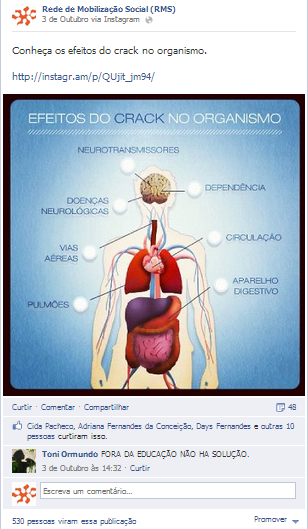 Rede de Mobilização Social (RMS)
3 de Outubro via Instagram
Conheça os efeitos do crack no organismo.
http://instagr.am/p/QUjit_jm94/
EFEITOS DO CRACK NO ORGANISMO
NEUROTRANSMISSORES
DEPENDÊNCIA
DOENÇAS
NEUROLÓGICAS
CIRCULAÇÃO
VIAS
AÉREAS
APARELHO
DIGESTIVO
PULMÕES
Curtir · Comentar · Compartilhar
48
Cida Pacheco, Adriana Fernandes da Conceição, Days Fernandes e outras 10
pessoas curtiram isso.
Toni Ormundo FORA DA EDUCAÇÃO NÃO HA SOLUÇÃO.
3 de Outubro às 14:32 · Curtir
Escreva um comentário...
530 pessoas viram essa publicação
Promover